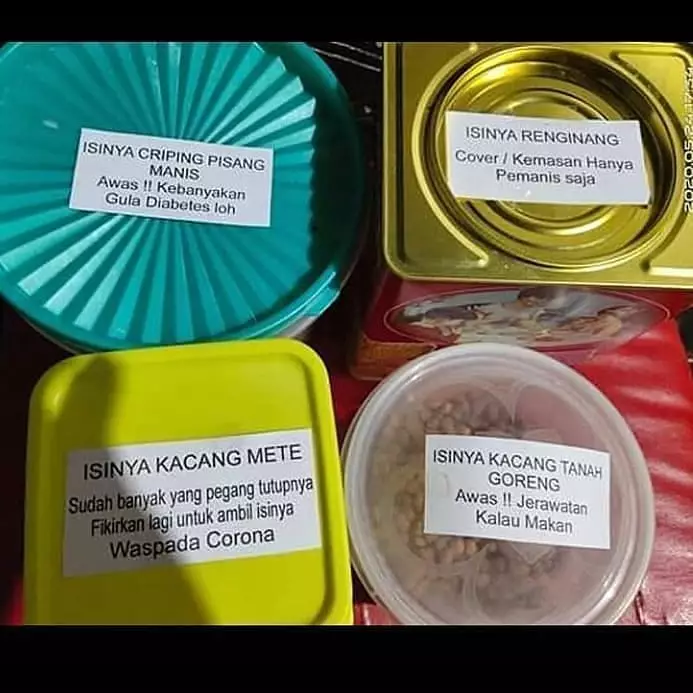 ISINYA CRIPING PISANG
MANIS
Awas !! Kebanyakan
Gula Diabetes loh
ISINYA RENGINANG
Cover / Kemasan Hanya
Pemanis saja
ISINYA KACANG METE
Sudah banyak yang pegang tutupnya
Fikirkan lagi untuk ambil isinya
Waspada Corona
ISINYA KACANG TANAH
GORENG
Awas !! Jerawatan
Kalau Makan